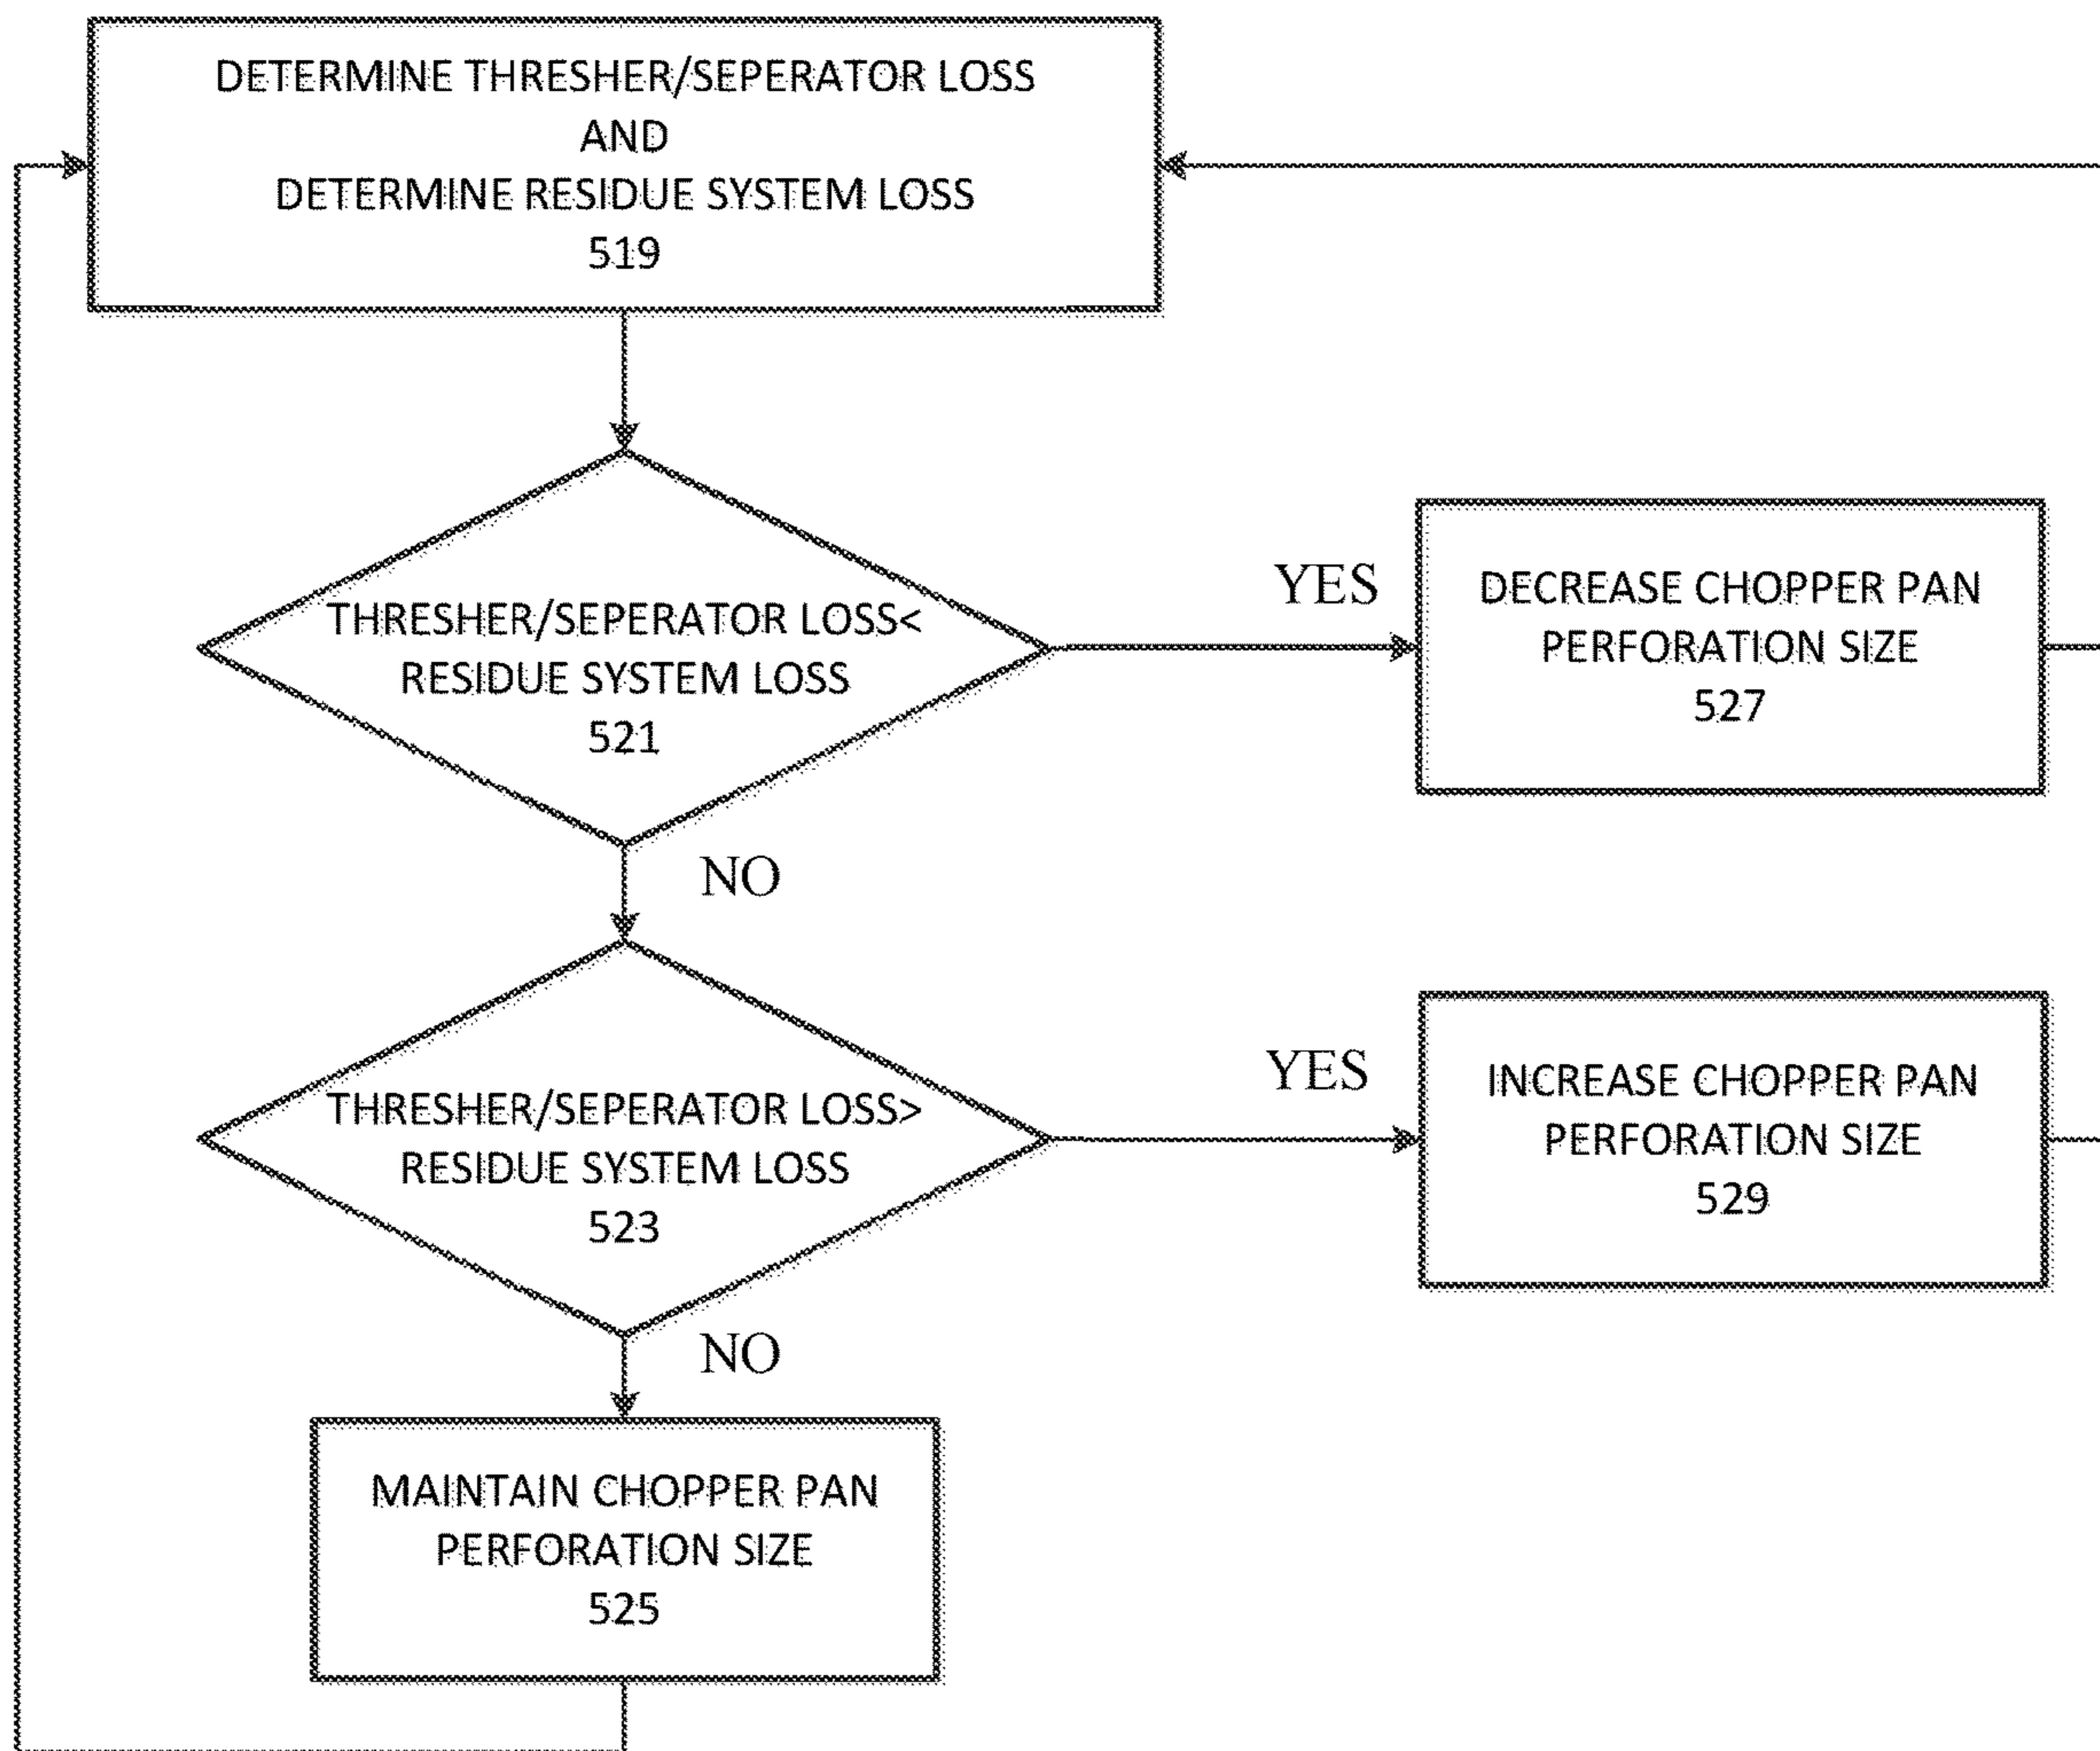 DETERMINE THRESHER/SEPERATOR LOSS
AND
DETERMINE RESIDUE SYSTEM LOSS
519
THRESHER/SEPERATOR LOSS<
RESIDUE SYSTEM LOSS
521
YES
DECREASE CHOPPER PAN
PERFORATION SIZE
527
NO
THRESHER/SEPERATOR LOSS>
RESIDUE SYSTEM LOSS
523
YES
INCREASE CHOPPER PAN
PERFORATION SIZE
529
NO
MAINTAIN CHOPPER PAN
PERFORATION SIZE
525